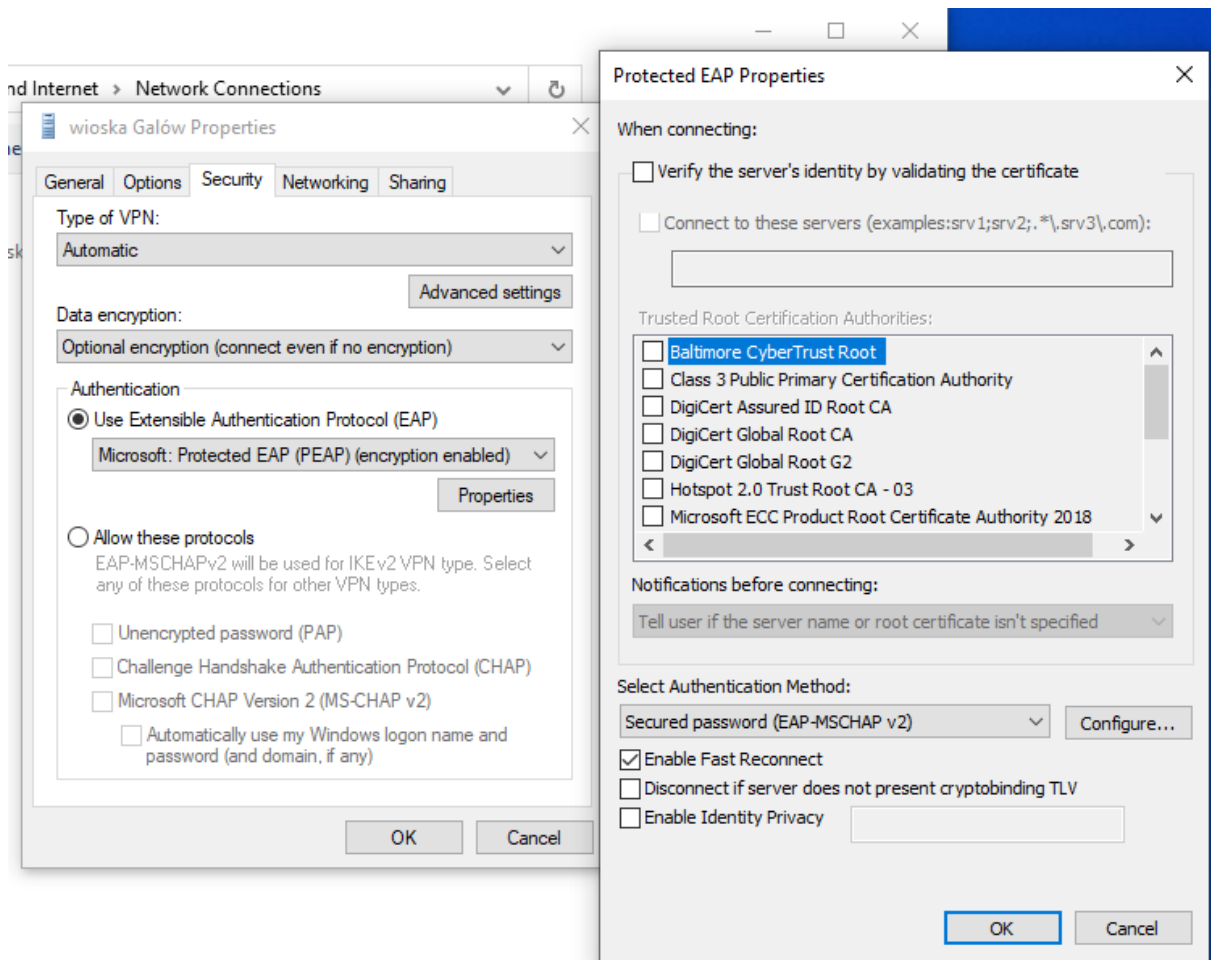 nd Internet > Network Connections
wioska Galów Properties
General Options Security Networking Sharing
Type of VPN:
Automatic
Advanced settings
Data encryption:
Optional encryption (connect even if no encryption)
Authentication
Use Extensible Authentication Protocol (EAP)
Microsoft: Protected EAP (PEAP) (encryption enabled)
Properties
Allow these protocols
EAP-MSCHAPv2 will be used for IKEv2 VPN type. Select
any of these protocols for other VPN types.
Unencrypted password (PAP)
Challenge Handshake Authentication Protocol (CHAP)
Microsoft CHAP Version 2 (MS-CHAP v2)
Automatically use my Windows logon name and
password (and domain, if any)
OK Cancel
Protected EAP Properties
When connecting:
Verify the server's identity by validating the certificate
Connect to these servers (examples:srv1;srv2;.*\.srv3\.com):
Trusted Root Certification Authorities:
Baltimore CyberTrust Root
Class 3 Public Primary Certification Authority
DigiCert Assured ID Root CA
DigiCert Global Root CA
DigiCert Global Root G2
Hotspot 2.0 Trust Root CA - 03
Microsoft ECC Product Root Certificate Authority 2018
Notifications before connecting:
Tell user if the server name or root certificate isn't specified
Select Authentication Method:
Secured password (EAP-MSCHAP v2)
Configure...
Enable Fast Reconnect
Disconnect if server does not present cryptobinding TLV
Enable Identity Privacy
OK Cancel